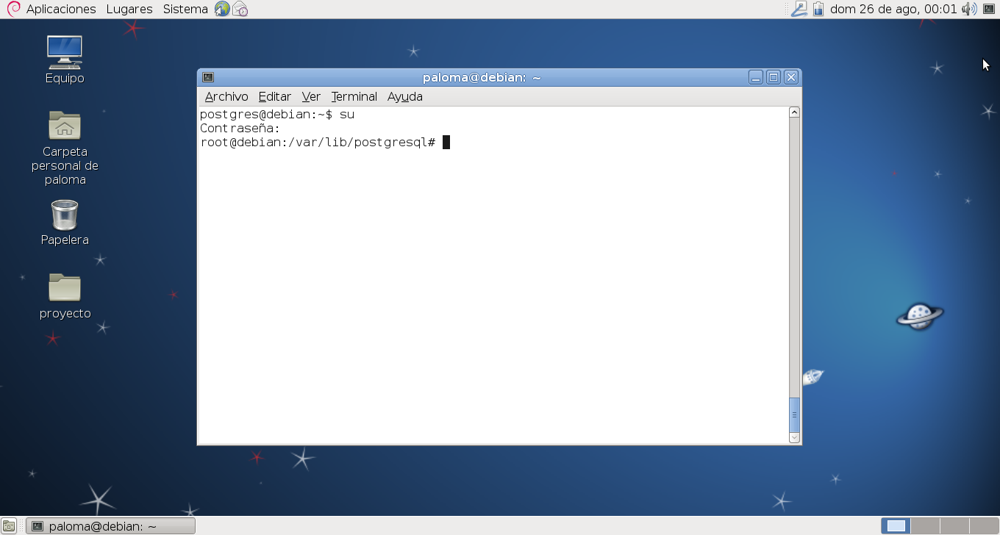 Aplicaciones Lugares Sistema dom 26 de ago, 00:01
Equipo
Carpeta
personal de
paloma
Papelera
proyecto
paloma@debian: ~
Archivo Editar Ver Terminal Ayuda
postgres@debian:~$ su
Contraseña:
root@debian:/var/lib/postgresql#
paloma@debian: ~